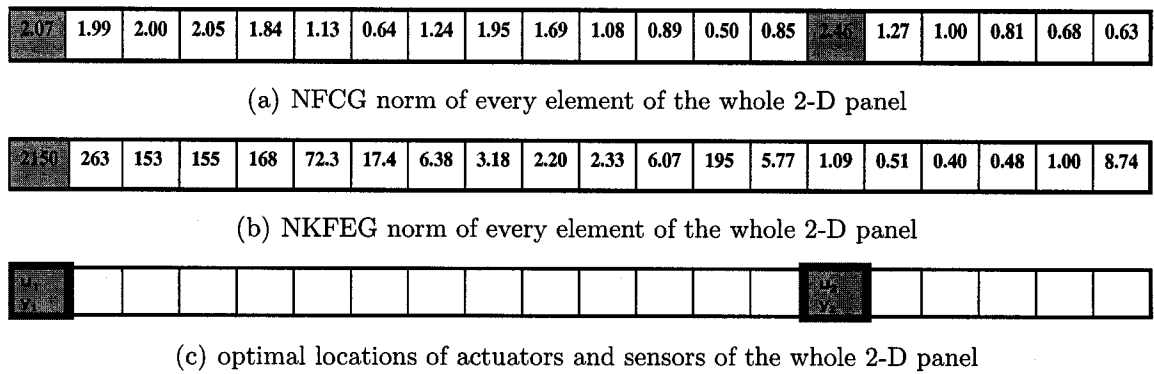 2.07 1.99 2.00 2.05 1.84 1.13 0.64 1.24 1.95 1.69 1.08 0.89 0.50 0.85 2.46 1.27 1.00 0.81 0.68 0.63
(a) NFCG norm of every element of the whole 2-D panel
2150 263 153 155 168 72.3 17.4 6.38 3.18 2.20 2.33 6.07 195 5.77 1.09 0.51 0.40 0.48 1.00 8.74
(b) NKFEG norm of every element of the whole 2-D panel
u₁ u₂
y₁ y₂
(c) optimal locations of actuators and sensors of the whole 2-D panel